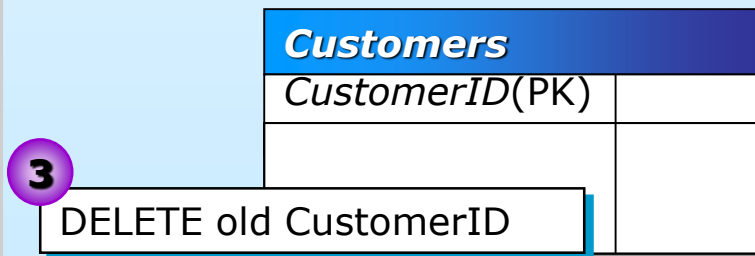 Customers
CustomerID(PK)
3
DELETE old CustomerID